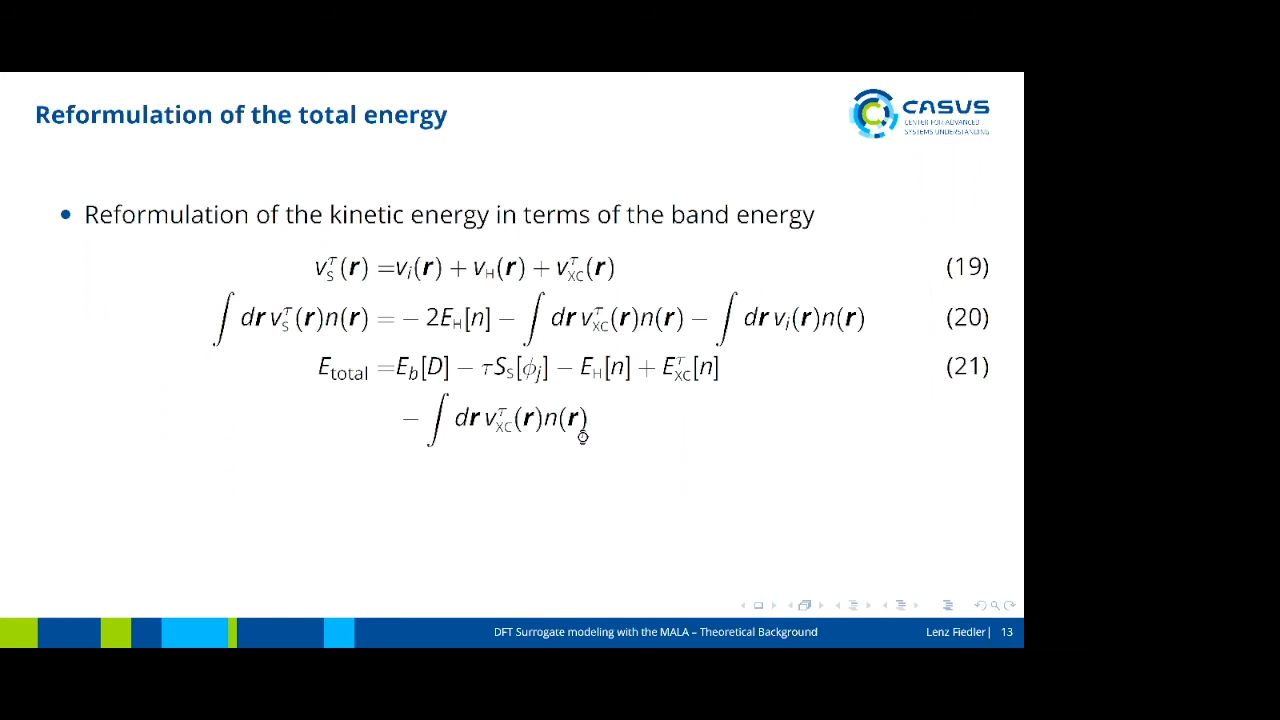 Reformulation of the total energy
CASUS
CENTER FOR ADVANCED
SYSTEMS UNDERSTANDING
• Reformulation of the kinetic energy in terms of the band energy
v_S^τ(r) = v_i(r) + v_H(r) + v_XC^τ(r) (19)
∫ dr v_S^τ(r)n(r) = − 2E_H[n] − ∫ dr v_XC^τ(r)n(r) − ∫ dr v_i(r)n(r) (20)
E_total = E_b[D] − τS_S[ϕ_j] − E_H[n] + E_XC^τ[n] (21)
− ∫ dr v_XC^τ(r)n(r)
DFT Surrogate modeling with the MALA – Theoretical Background
Lenz Fiedler| 13